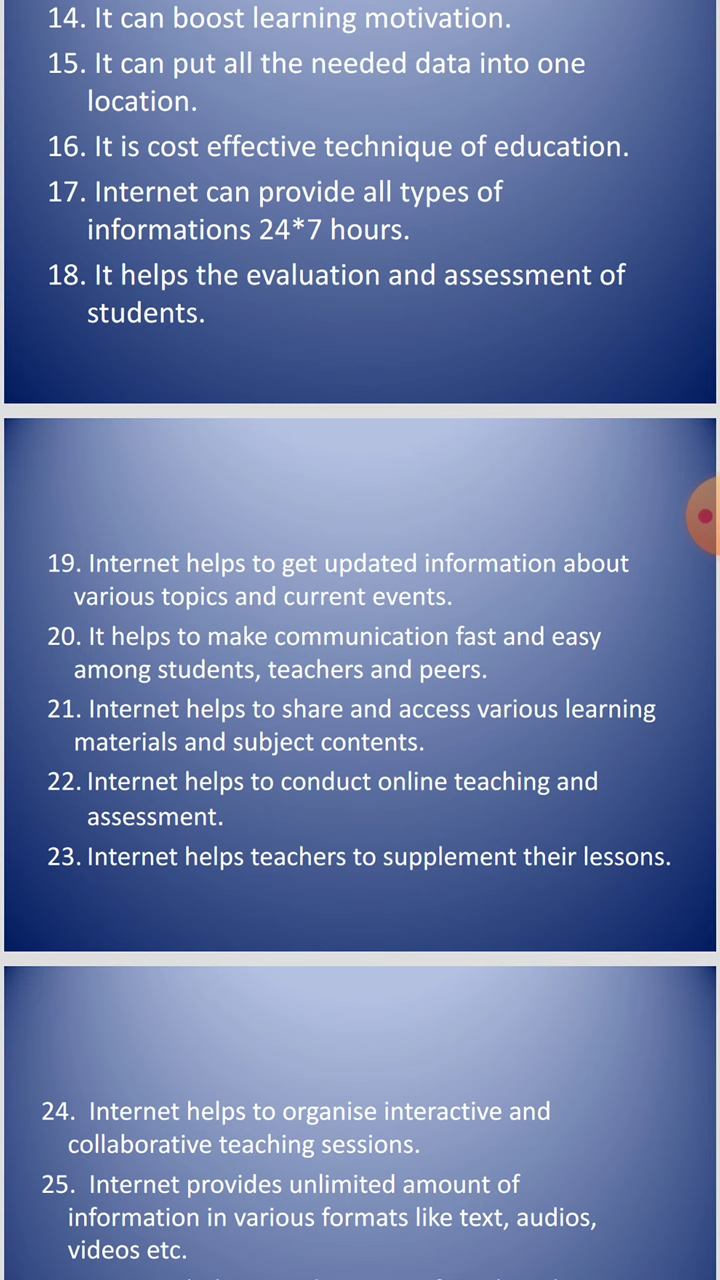 14. It can boost learning motivation.
15. It can put all the needed data into one
location.
16. It is cost effective technique of education.
17. Internet can provide all types of
informations 24*7 hours.
18. It helps the evaluation and assessment of
students.
19. Internet helps to get updated information about
various topics and current events.
20. It helps to make communication fast and easy
among students, teachers and peers.
21. Internet helps to share and access various learning
materials and subject contents.
22. Internet helps to conduct online teaching and
assessment.
23. Internet helps teachers to supplement their lessons.
24. Internet helps to organise interactive and
collaborative teaching sessions.
25. Internet provides unlimited amount of
information in various formats like text, audios,
videos etc.